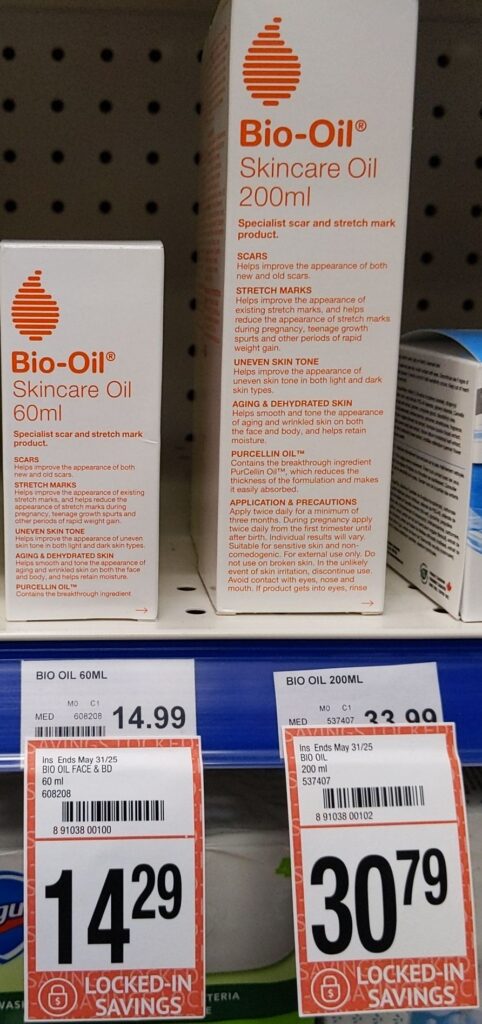 Bio-Oil®
Skincare Oil
60ml
Specialist scar and stretch mark
product.
SCARS
Helps improve the appearance of both
new and old scars.
STRETCH MARKS
Helps improve the appearance of existing
stretch marks, and helps reduce the
appearance of stretch marks during
pregnancy, teenage growth spurts and
other periods of rapid weight gain.
UNEVEN SKIN TONE
Helps improve the appearance of uneven
skin tone in both light and dark skin types.
AGING & DEHYDRATED SKIN
Helps smooth and tone the appearance of
aging and wrinkled skin on both the face
and body, and helps retain moisture.
PURCELLIN OIL™
Contains the breakthrough ingredient
Bio-Oil®
Skincare Oil
200ml
Specialist scar and stretch mark
product.
SCARS
Helps improve the appearance of both
new and old scars.
STRETCH MARKS
Helps improve the appearance of
existing stretch marks, and helps
reduce the appearance of stretch marks
during pregnancy, teenage growth
spurts and other periods of rapid
weight gain.
UNEVEN SKIN TONE
Helps improve the appearance of
uneven skin tone in both light and dark
skin types.
AGING & DEHYDRATED SKIN
Helps smooth and tone the appearance
of aging and wrinkled skin on both
the face and body, and helps retain
moisture.
PURCELLIN OIL™
Contains the breakthrough ingredient
PurCellin Oil™, which reduces the
thickness of the formulation and makes
it easily absorbed.
APPLICATION & PRECAUTIONS
Apply twice daily for a minimum of
three months. During pregnancy apply
twice daily from the first trimester until
after birth. Individual results will vary.
Suitable for sensitive skin and non-
comedogenic. For external use only. Do
not use on broken skin. In the unlikely
event of skin irritation, discontinue use.
Avoid contact with eyes, nose and
mouth. If product gets into eyes, rinse
BIO OIL 60ML
M0 C1
MED 608208 14.99
Ins Ends May 31/25
BIO OIL FACE & BD
60 ml
608208
8 91038 00100
14 29
LOCKED-IN
SAVINGS
BIO OIL 200ML
M0 C1
MED 537407 33.99
Ins Ends May 31/25
BIO OIL
200 ml
537407
8 91038 00102
30 79
LOCKED-IN
SAVINGS